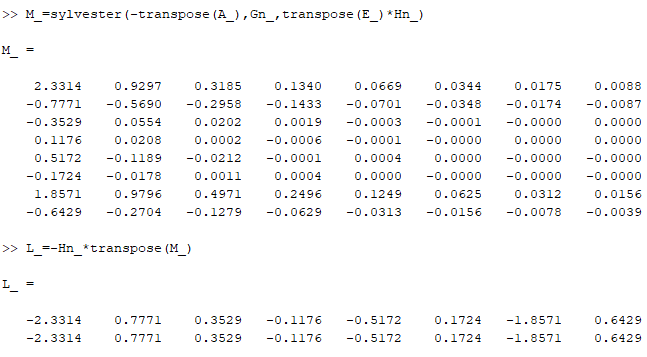 >> M_=sylvester(-transpose(A_),Gn_,transpose(E_)*Hn_)
M_ =
2.3314 0.9297 0.3185 0.1340 0.0669 0.0344 0.0175 0.0088
-0.7771 -0.5690 -0.2958 -0.1433 -0.0701 -0.0348 -0.0174 -0.0087
-0.3529 0.0554 0.0202 0.0019 -0.0003 -0.0001 -0.0000 0.0000
0.1176 0.0208 0.0002 -0.0006 -0.0001 -0.0000 0.0000 0.0000
0.5172 -0.1189 -0.0212 -0.0001 0.0004 0.0000 -0.0000 -0.0000
-0.1724 -0.0178 0.0011 0.0004 0.0000 -0.0000 -0.0000 -0.0000
1.8571 0.9796 0.4971 0.2496 0.1249 0.0625 0.0312 0.0156
-0.6429 -0.2704 -0.1279 -0.0629 -0.0313 -0.0156 -0.0078 -0.0039
>> L_=-Hn_*transpose(M_)
L_ =
-2.3314 0.7771 0.3529 -0.1176 -0.5172 0.1724 -1.8571 0.6429
-2.3314 0.7771 0.3529 -0.1176 -0.5172 0.1724 -1.8571 0.6429